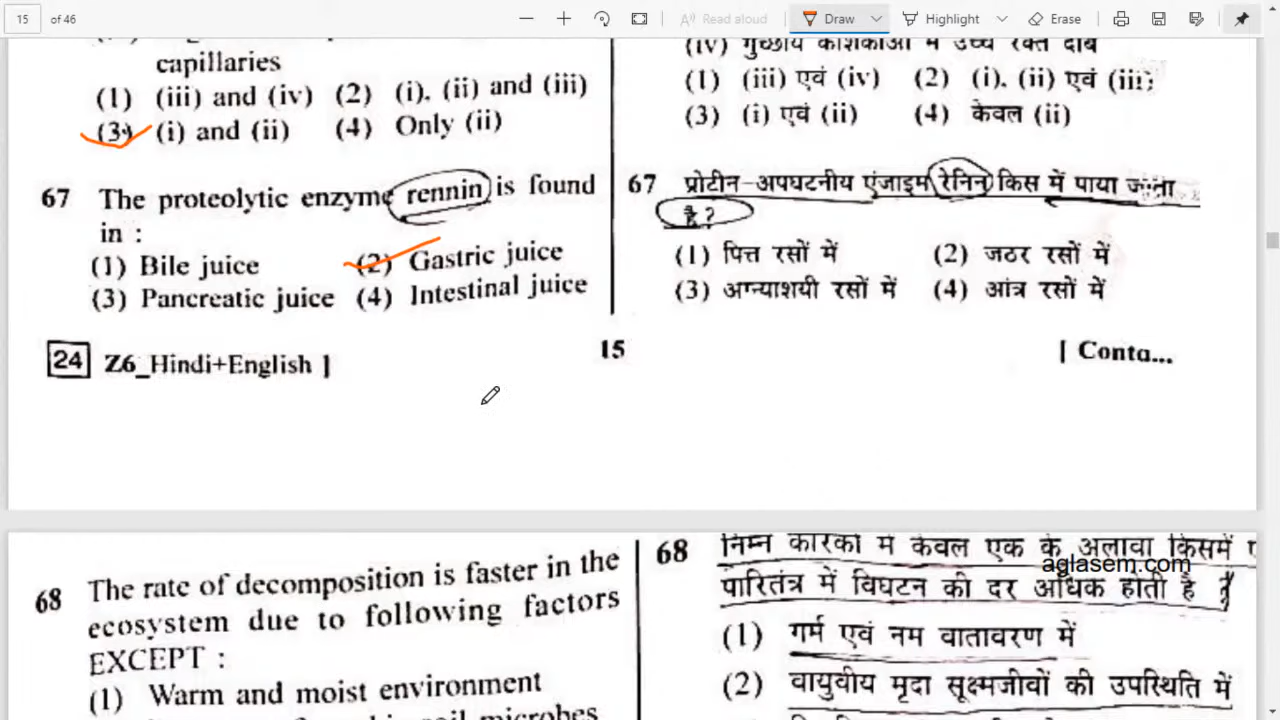 15 of 46
Read aloud
Draw
Highlight
Erase
capillaries
(1) (iii) and (iv) (2) (i), (ii) and (iii)
(3) (i) and (ii) (4) Only (ii)
67 The proteolytic enzyme rennin is found
in :
(1) Bile juice (2) Gastric juice
(3) Pancreatic juice (4) Intestinal juice
(iv) गुच्छीय कोशिकाओं में उच्च रक्त दाब
(1) (iii) एवं (iv) (2) (i), (ii) एवं (iii)
(3) (i) एवं (ii) (4) केवल (ii)
67 प्रोटीन-अपघटनीय एंजाइम रेनिन किस में पाया जाता
है?
(1) पित्त रसों में (2) जठर रसों में
(3) अग्न्याशयी रसों में (4) आंत्र रसों में
24 Z6_Hindi+English ] 15 [ Conta...
68 The rate of decomposition is faster in the
ecosystem due to following factors
EXCEPT :
(1) Warm and moist environment
soil microbes
68 निम्न कारकों में केवल एक के अलावा किसमें
aglasem.com
पारितंत्र में विघटन की दर अधिक होती है
(1) गर्म एवं नम वातावरण में
(2) वायुवीय मृदा सूक्ष्मजीवों की उपस्थिति में